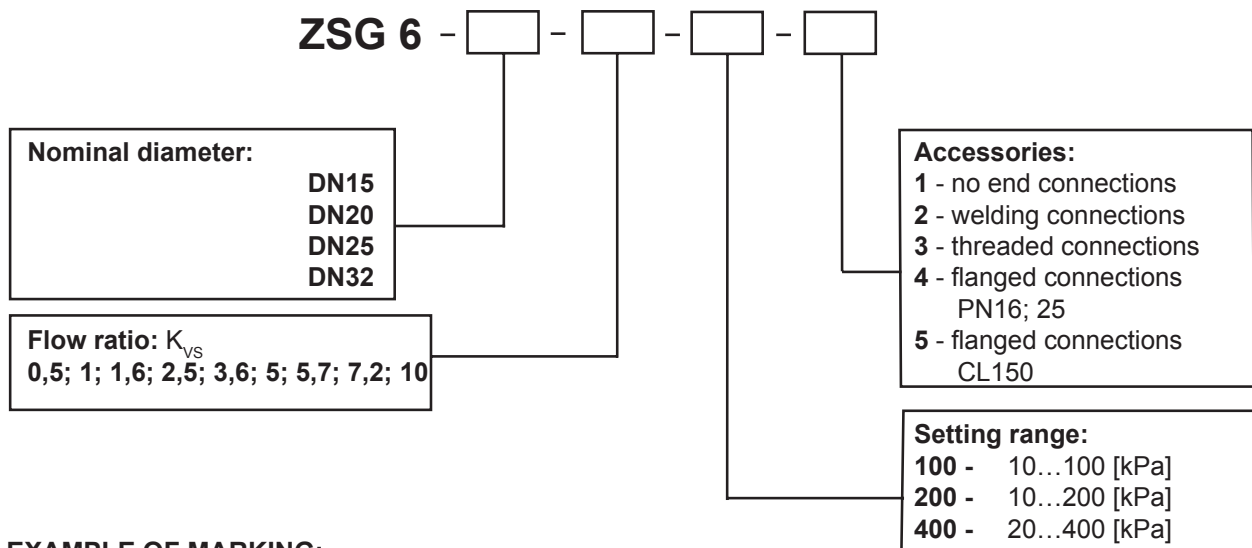 ZSG 6 - - - -
Nominal diameter:
DN15
DN20
DN25
DN32
Flow ratio: KVS
0,5; 1; 1,6; 2,5; 3,6; 5; 5,7; 7,2; 10
Accessories:
1 - no end connections
2 - welding connections
3 - threaded connections
4 - flanged connections
PN16; 25
5 - flanged connections
CL150
Setting range:
100 - 10…100 [kPa]
200 - 10…200 [kPa]
400 - 20…400 [kPa]
EXAMPLE OF MARKING: